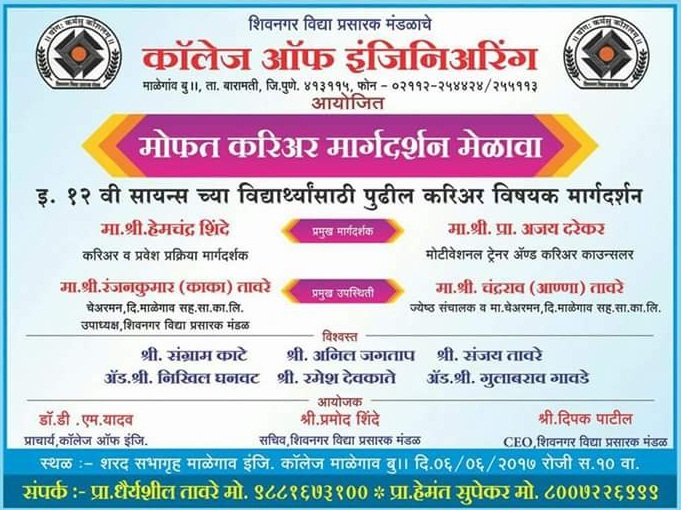 शिवनगर विद्या प्रसारक मंडळाचे
कॉलेज ऑफ इंजिनिअरिंग
माळेगांव बु।।, ता. बारामती, जि.पुणे. ४१३११५, फोन - ०२११२-२५४४२४/२५५११३
आयोजित
मोफत करिअर मार्गदर्शन मेळावा
इ. १२ वी सायन्स च्या विद्यार्थ्यांसाठी पुढील करिअर विषयक मार्गदर्शन
मा.श्री.हेमचंद्र शिंदे
करिअर व प्रवेश प्रक्रिया मार्गदर्शक
प्रमुख मार्गदर्शक
मा.श्री. प्रा. अजय दरेकर
मोटीवेशनल ट्रेनर अँण्ड करिअर काउन्सलर
मा.श्री.रंजनकुमार (काका) तावरे
चेअरमन,दि.माळेगाव सह.सा.का.लि.
उपाध्यक्ष,शिवनगर विद्या प्रसारक मंडळ
प्रमुख उपस्थिती
मा.श्री. चंद्रराव (आण्णा) तावरे
ज्येष्ठ संचालक व मा.चेअरमन,दि.माळेगाव सह.सा.का.लि.
विश्वस्त
श्री. संग्राम काटे श्री. अनिल जगताप श्री. संजय तावरे
अॅड.श्री. निखिल घनवट श्री. रमेश देवकाते अॅड.श्री. गुलाबराव गावडे
आयोजक
डॉ.डी .एम.यादव
प्राचार्य,कॉलेज ऑफ इंजि.
श्री.प्रमोद शिंदे
सचिव,शिवनगर विद्या प्रसारक मंडळ
श्री.दिपक पाटील
CEO,शिवनगर विद्या प्रसारक मंडळ
स्थळ :- शरद सभागृह माळेगाव इंजि. कॉलेज माळेगाव बु।। दि.०६/०६/२०१७ रोजी स.१० वा.
संपर्क :- प्रा.धैर्यशील तावरे मो. ९८८१६७३१०० * प्रा.हेमंत सुपेकर मो. ८००७२२६९९९